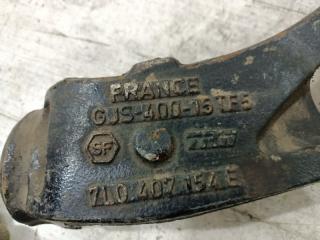 FRANCE
GJS-400-15 TE5
SF TRW
7L0.407.154.E